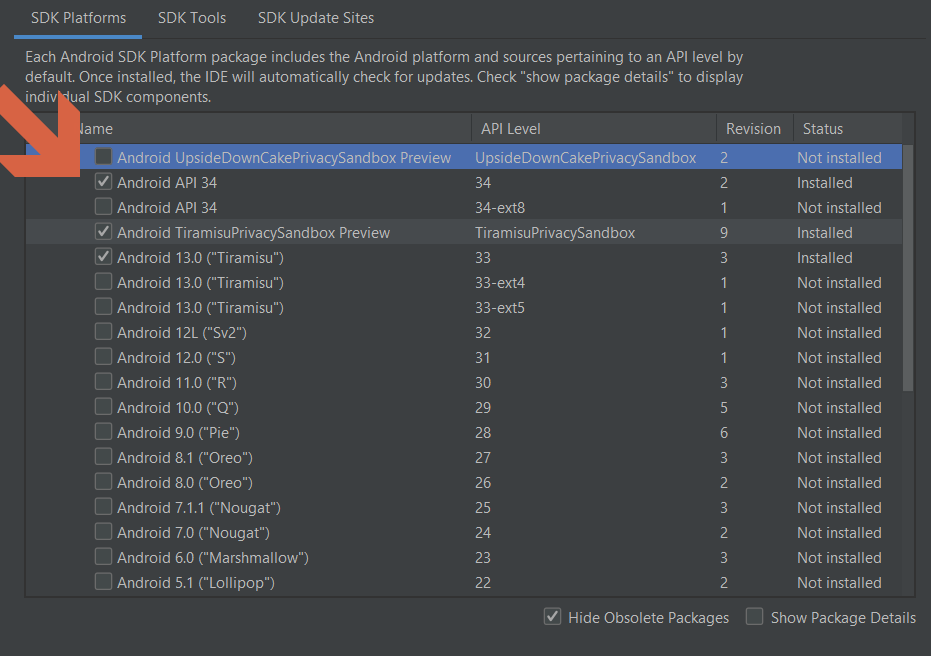 SDK Platforms SDK Tools SDK Update Sites
Each Android SDK Platform package includes the Android platform and sources pertaining to an API level by
default. Once installed, the IDE will automatically check for updates. Check "show package details" to display
individual SDK components.
Name API Level Revision Status
Android UpsideDownCakePrivacySandbox Preview UpsideDownCakePrivacySandbox 2 Not installed
Android API 34 34 2 Installed
Android API 34 34-ext8 1 Not installed
Android TiramisuPrivacySandbox Preview TiramisuPrivacySandbox 9 Installed
Android 13.0 ("Tiramisu") 33 3 Installed
Android 13.0 ("Tiramisu") 33-ext4 1 Not installed
Android 13.0 ("Tiramisu") 33-ext5 1 Not installed
Android 12L ("Sv2") 32 1 Not installed
Android 12.0 ("S") 31 1 Not installed
Android 11.0 ("R") 30 3 Not installed
Android 10.0 ("Q") 29 5 Not installed
Android 9.0 ("Pie") 28 6 Not installed
Android 8.1 ("Oreo") 27 3 Not installed
Android 8.0 ("Oreo") 26 2 Not installed
Android 7.1.1 ("Nougat") 25 3 Not installed
Android 7.0 ("Nougat") 24 2 Not installed
Android 6.0 ("Marshmallow") 23 3 Not installed
Android 5.1 ("Lollipop") 22 2 Not installed
Hide Obsolete Packages Show Package Details